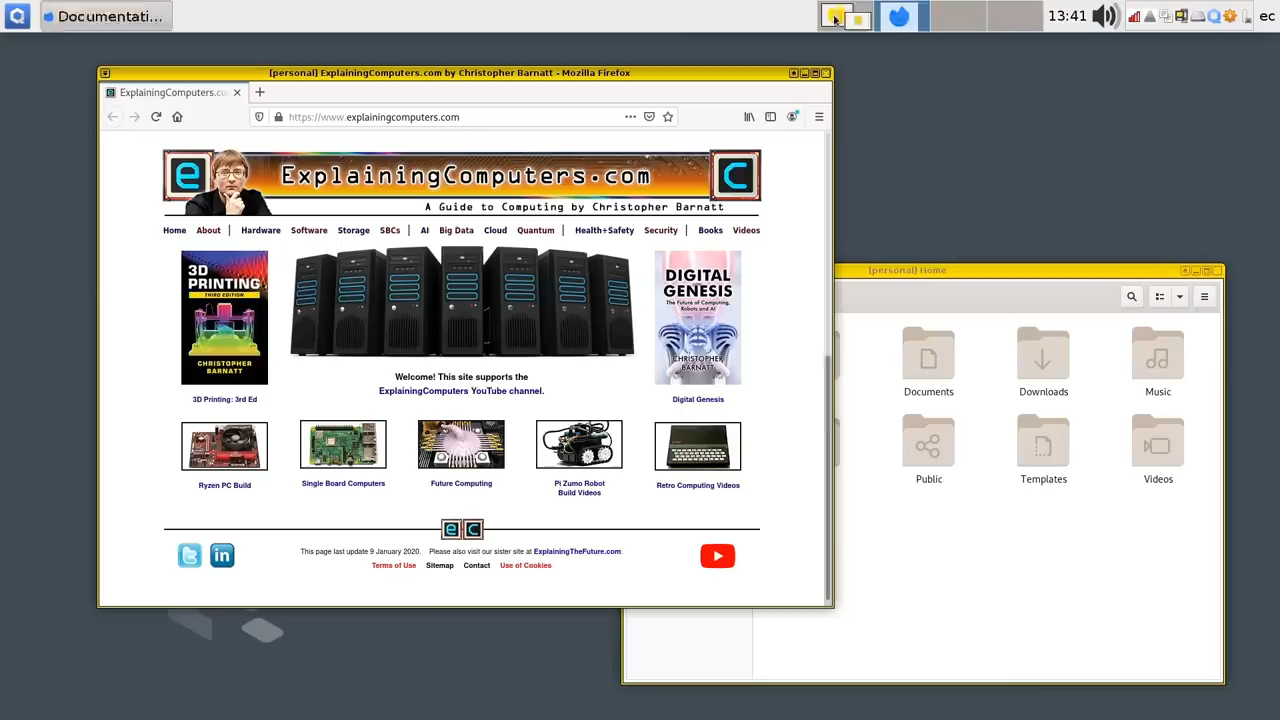 Documentati...
13:41
ec
[personal] ExplainingComputers.com by Christopher Barnatt - Mozilla Firefox
ExplainingComputers.co
https://www.explainingcomputers.com
e ExplainingComputers.com c
A Guide to Computing by Christopher Barnatt
Home About | Hardware Software Storage SBCs | AI Big Data Cloud Quantum | Health+Safety Security | Books Videos
3D
PRINTING
THIRD EDITION
CHRISTOPHER
BARNATT
3D Printing: 3rd Ed
Welcome! This site supports the
ExplainingComputers YouTube channel.
DIGITAL
GENESIS
The Future of Computing,
Robots and AI
CHRISTOPHER
BARNATT
Digital Genesis
Ryzen PC Build
Single Board Computers
Future Computing
Pi Zumo Robot
Build Videos
Retro Computing Videos
e c
in
This page last update 9 January 2020. Please also visit our sister site at ExplainingTheFuture.com.
Terms of Use Sitemap Contact Use of Cookies
[personal] Home
Documents
Downloads
Music
Public
Templates
Videos